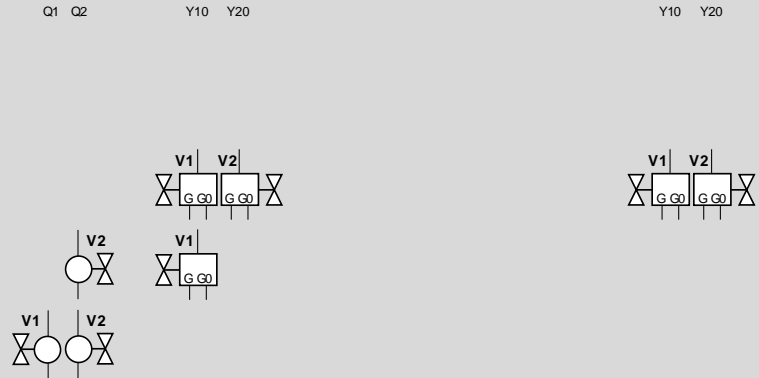 Q1 Q2 Y10 Y20 Y10 Y20
V1 V2 V1 V2
G G0 G G0 G G0 G G0
V2 V1
G G0
V1 V2